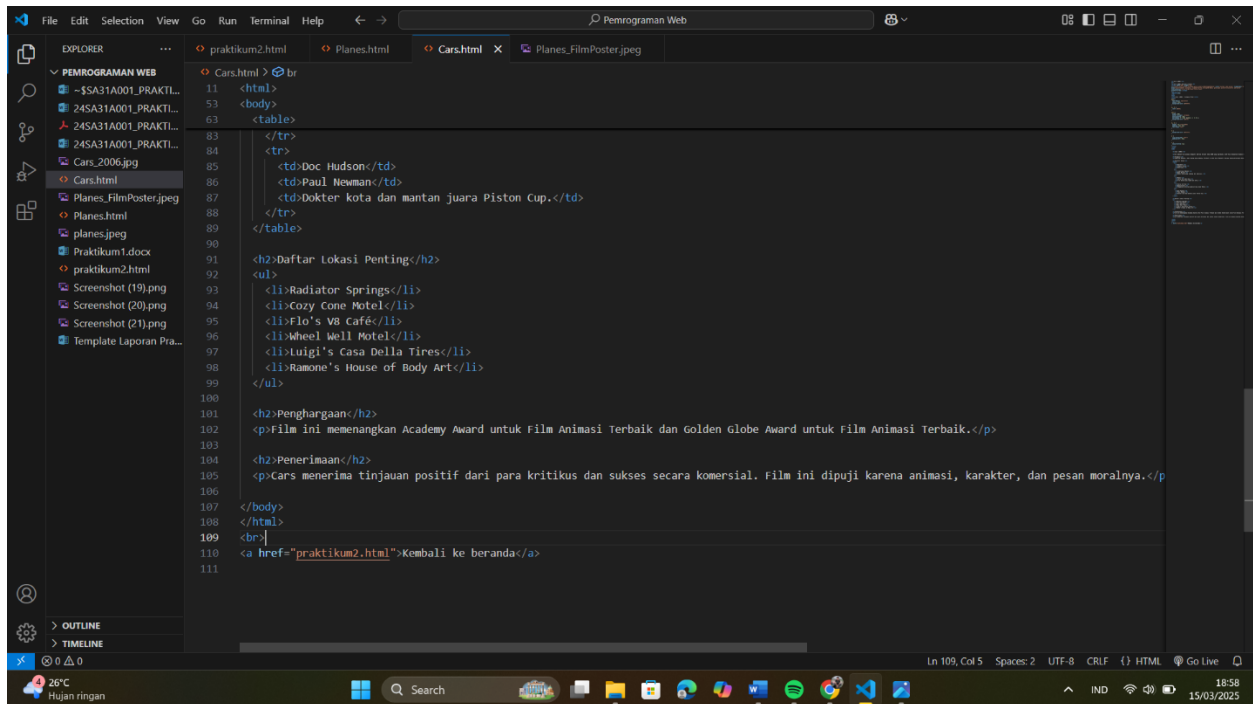 File Edit Selection View Go Run Terminal Help
Pemrograman Web
EXPLORER
PEMROGRAMAN WEB
~$SA31A001_PRAKTI...
24SA31A001_PRAKTI...
24SA31A001_PRAKTI...
24SA31A001_PRAKTI...
Cars_2006.jpg
Cars.html
Planes_FilmPoster.jpeg
Planes.html
planes.jpeg
Praktikum1.docx
praktikum2.html
Screenshot (19).png
Screenshot (20).png
Screenshot (21).png
Template Laporan Pra...
OUTLINE
TIMELINE
praktikum2.html Planes.html Cars.html Planes_FilmPoster.jpeg
Cars.html > br
11 <html>
53 <body>
63 <table>
83 </tr>
84 <tr>
85 <td>Doc Hudson</td>
86 <td>Paul Newman</td>
87 <td>Dokter kota dan mantan juara Piston Cup.</td>
88 </tr>
89 </table>
90
91 <h2>Daftar Lokasi Penting</h2>
92 <ul>
93 <li>Radiator Springs</li>
94 <li>Cozy Cone Motel</li>
95 <li>Flo's V8 Café</li>
96 <li>Wheel Well Motel</li>
97 <li>Luigi's Casa Della Tires</li>
98 <li>Ramone's House of Body Art</li>
99 </ul>
100
101 <h2>Penghargaan</h2>
102 <p>Film ini memenangkan Academy Award untuk Film Animasi Terbaik dan Golden Globe Award untuk Film Animasi Terbaik.</p>
103
104 <h2>Penerimaan</h2>
105 <p>Cars menerima tinjauan positif dari para kritikus dan sukses secara komersial. Film ini dipuji karena animasi, karakter, dan pesan moralnya.</p
106
107 </body>
108 </html>
109 <br>
110 <a href="praktikum2.html">Kembali ke beranda</a>
111
0 0
Ln 109, Col 5 Spaces: 2 UTF-8 CRLF {} HTML Go Live
4
26°C
Hujan ringan
Search
IND
18:58
15/03/2025